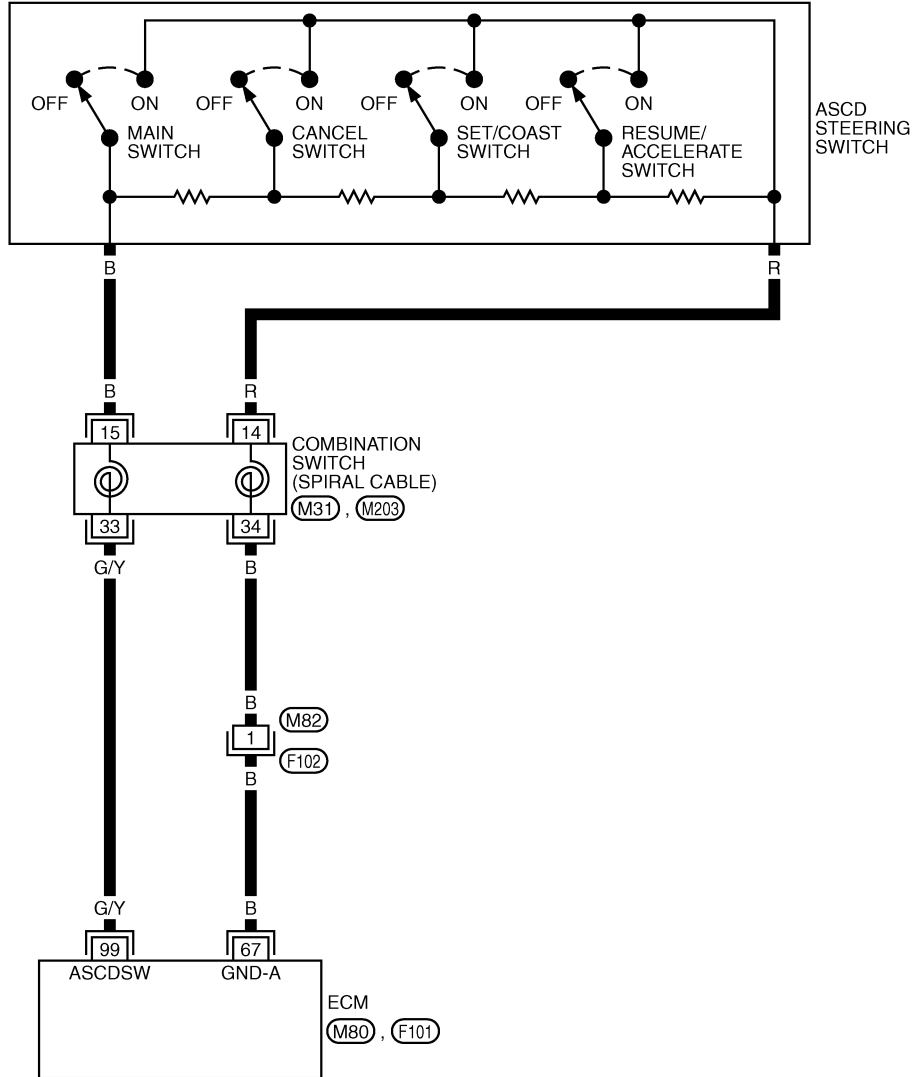 OFF ON OFF ON OFF ON OFF ON
MAIN
SWITCH
CANCEL
SWITCH
SET/COAST
SWITCH
RESUME/
ACCELERATE
SWITCH
ASCD
STEERING
SWITCH
B R
B R
15 14
COMBINATION
SWITCH
(SPIRAL CABLE)
M31 , M203
33 34
G/Y B
B
M82
1
F102
B
G/Y B
99 67
ASCDSW GND-A
ECM
M80 , F101